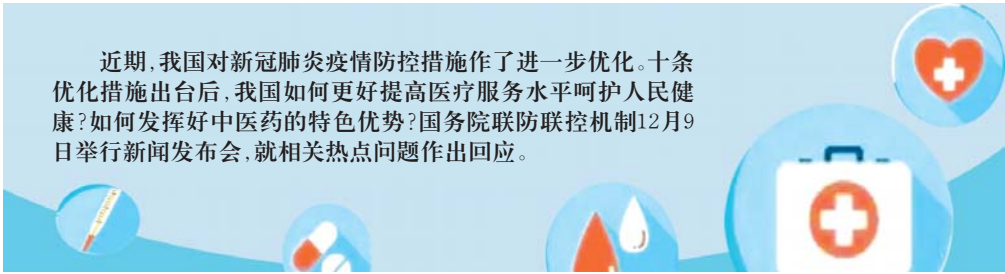 近期,我国对新冠肺炎疫情防控措施作了进一步优化。十条
优化措施出台后,我国如何更好提高医疗服务水平呵护人民健
康?如何发挥好中医药的特色优势?国务院联防联控机制12月9
日举行新闻发布会,就相关热点问题作出回应。